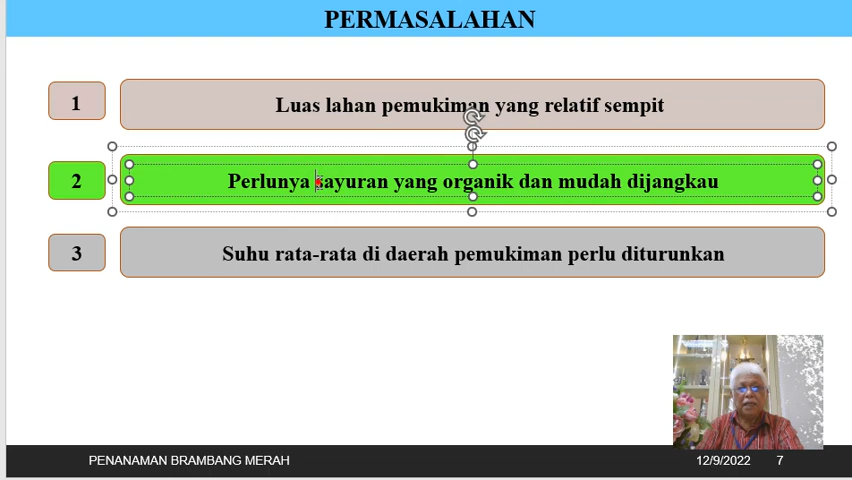 PERMASALAHAN
1
Luas lahan pemukiman yang relatif sempit
2
Perlunya sayuran yang organik dan mudah dijangkau
3
Suhu rata-rata di daerah pemukiman perlu diturunkan
PENANAMAN BRAMBANG MERAH
12/9/2022 7